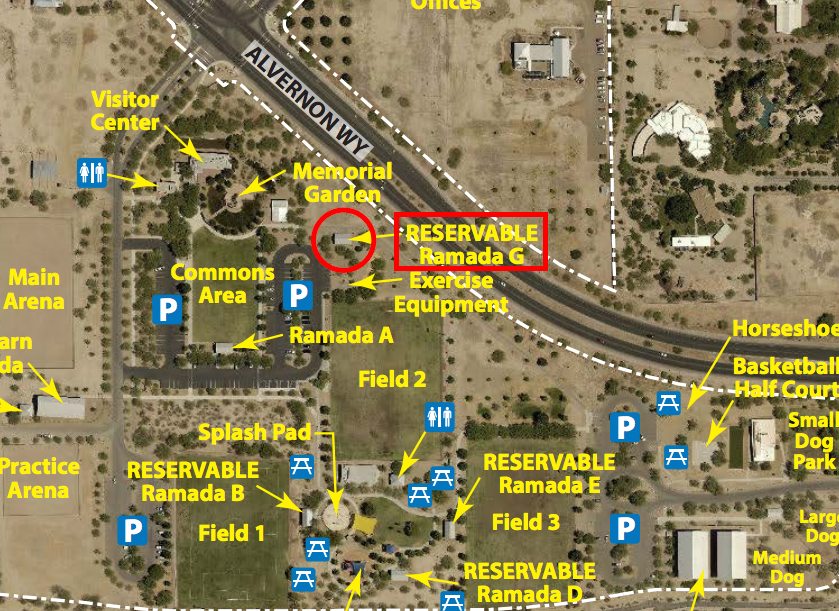 Offices
ALVERNON WY
Visitor
Center
Memorial
Garden
RESERVABLE
Ramada G
Main
Arena
Commons
Area
P
P
Exercise
Equipment
Ramada A
Horseshoe
arn
da
Field 2
Basketball
Half Court
P
Small
Dog
Park
Splash Pad
Practice
Arena
RESERVABLE
Ramada B
RESERVABLE
Ramada E
P
Field 1
Field 3
P
Large
Dog
Medium
Dog
RESERVABLE
Ramada D